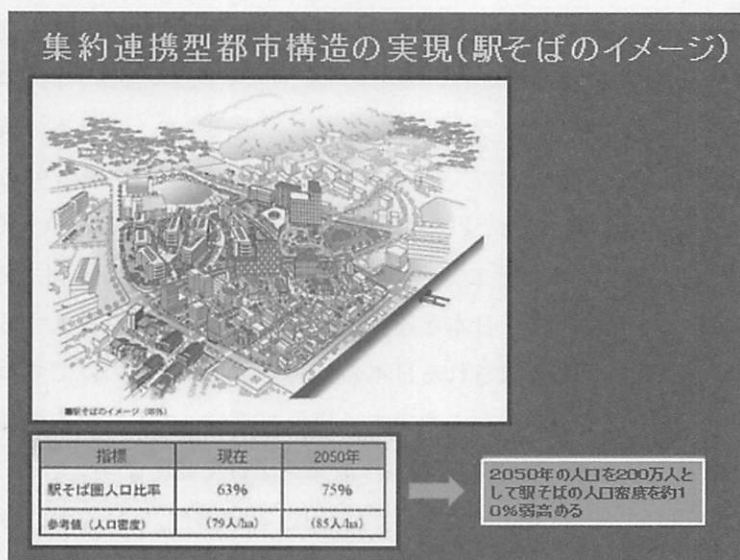 集約連携型都市構造の実現(駅そばのイメージ)
■駅そばのイメージ(郊外)
指標 現在 2050年
駅そば圏人口比率 63% 75%
参考値(人口密度) (79人/ha) (85人/ha)
2050年の人口を200万人と
して駅そばの人口密度を約1
0%弱高める